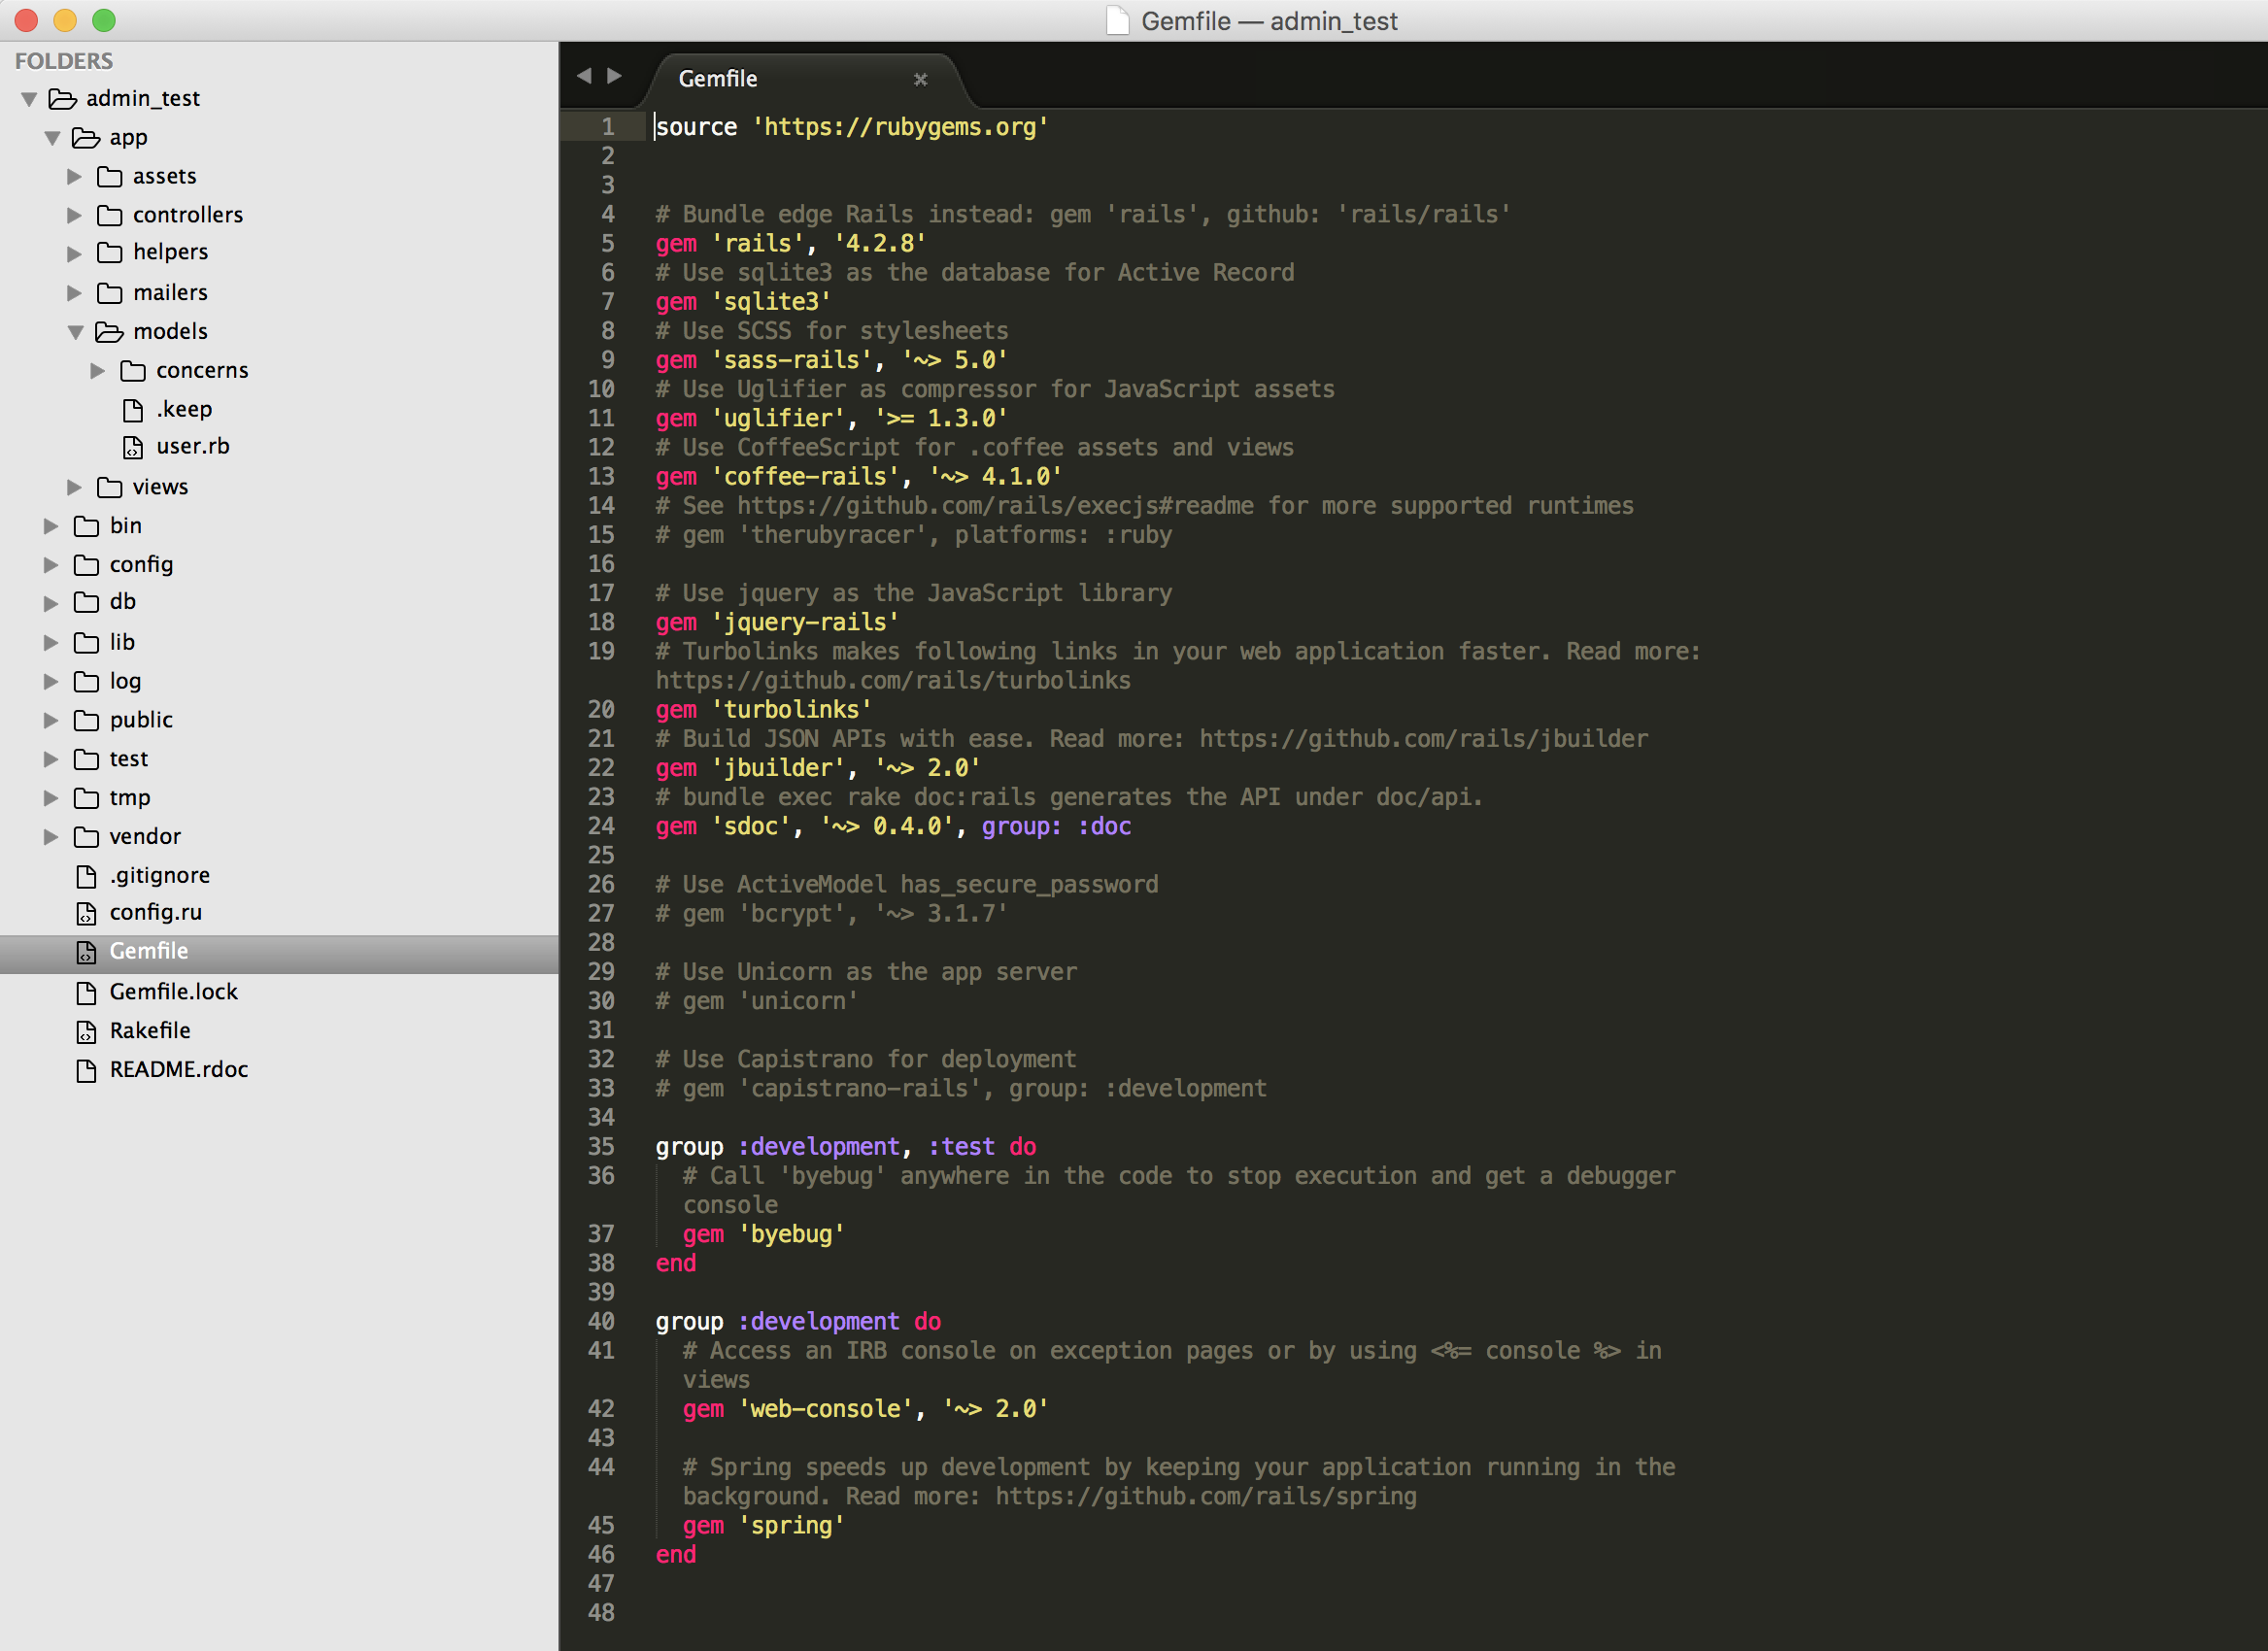 Gemfile — admin_test
FOLDERS
admin_test
app
assets
controllers
helpers
mailers
models
concerns
.keep
user.rb
views
bin
config
db
lib
log
public
test
tmp
vendor
.gitignore
config.ru
Gemfile
Gemfile.lock
Rakefile
README.rdoc
Gemfile
1 source 'https://rubygems.org'
2
3
4 # Bundle edge Rails instead: gem 'rails', github: 'rails/rails'
5 gem 'rails', '4.2.8'
6 # Use sqlite3 as the database for Active Record
7 gem 'sqlite3'
8 # Use SCSS for stylesheets
9 gem 'sass-rails', '~> 5.0'
10 # Use Uglifier as compressor for JavaScript assets
11 gem 'uglifier', '>= 1.3.0'
12 # Use CoffeeScript for .coffee assets and views
13 gem 'coffee-rails', '~> 4.1.0'
14 # See https://github.com/rails/execjs#readme for more supported runtimes
15 # gem 'therubyracer', platforms: :ruby
16
17 # Use jquery as the JavaScript library
18 gem 'jquery-rails'
19 # Turbolinks makes following links in your web application faster. Read more:
https://github.com/rails/turbolinks
20 gem 'turbolinks'
21 # Build JSON APIs with ease. Read more: https://github.com/rails/jbuilder
22 gem 'jbuilder', '~> 2.0'
23 # bundle exec rake doc:rails generates the API under doc/api.
24 gem 'sdoc', '~> 0.4.0', group: :doc
25
26 # Use ActiveModel has_secure_password
27 # gem 'bcrypt', '~> 3.1.7'
28
29 # Use Unicorn as the app server
30 # gem 'unicorn'
31
32 # Use Capistrano for deployment
33 # gem 'capistrano-rails', group: :development
34
35 group :development, :test do
36 # Call 'byebug' anywhere in the code to stop execution and get a debugger
console
37 gem 'byebug'
38 end
39
40 group :development do
41 # Access an IRB console on exception pages or by using <%= console %> in
views
42 gem 'web-console', '~> 2.0'
43
44 # Spring speeds up development by keeping your application running in the
background. Read more: https://github.com/rails/spring
45 gem 'spring'
46 end
47
48